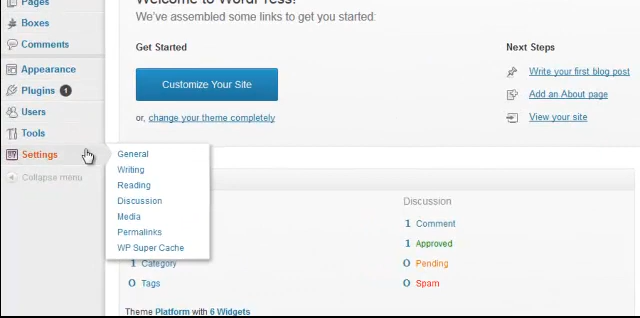 Pages
Boxes
Comments
Appearance
Plugins 1
Users
Tools
Settings
Collapse menu
General
Writing
Reading
Discussion
Media
Permalinks
WP Super Cache
Welcome to WordPress!
We've assembled some links to get you started:
Get Started
Customize Your Site
or, change your theme completely
Next Steps
Write your first blog post
Add an About page
View your site
1 Category
0 Tags
Discussion
1 Comment
1 Approved
0 Pending
0 Spam
Theme Platform with 6 Widgets